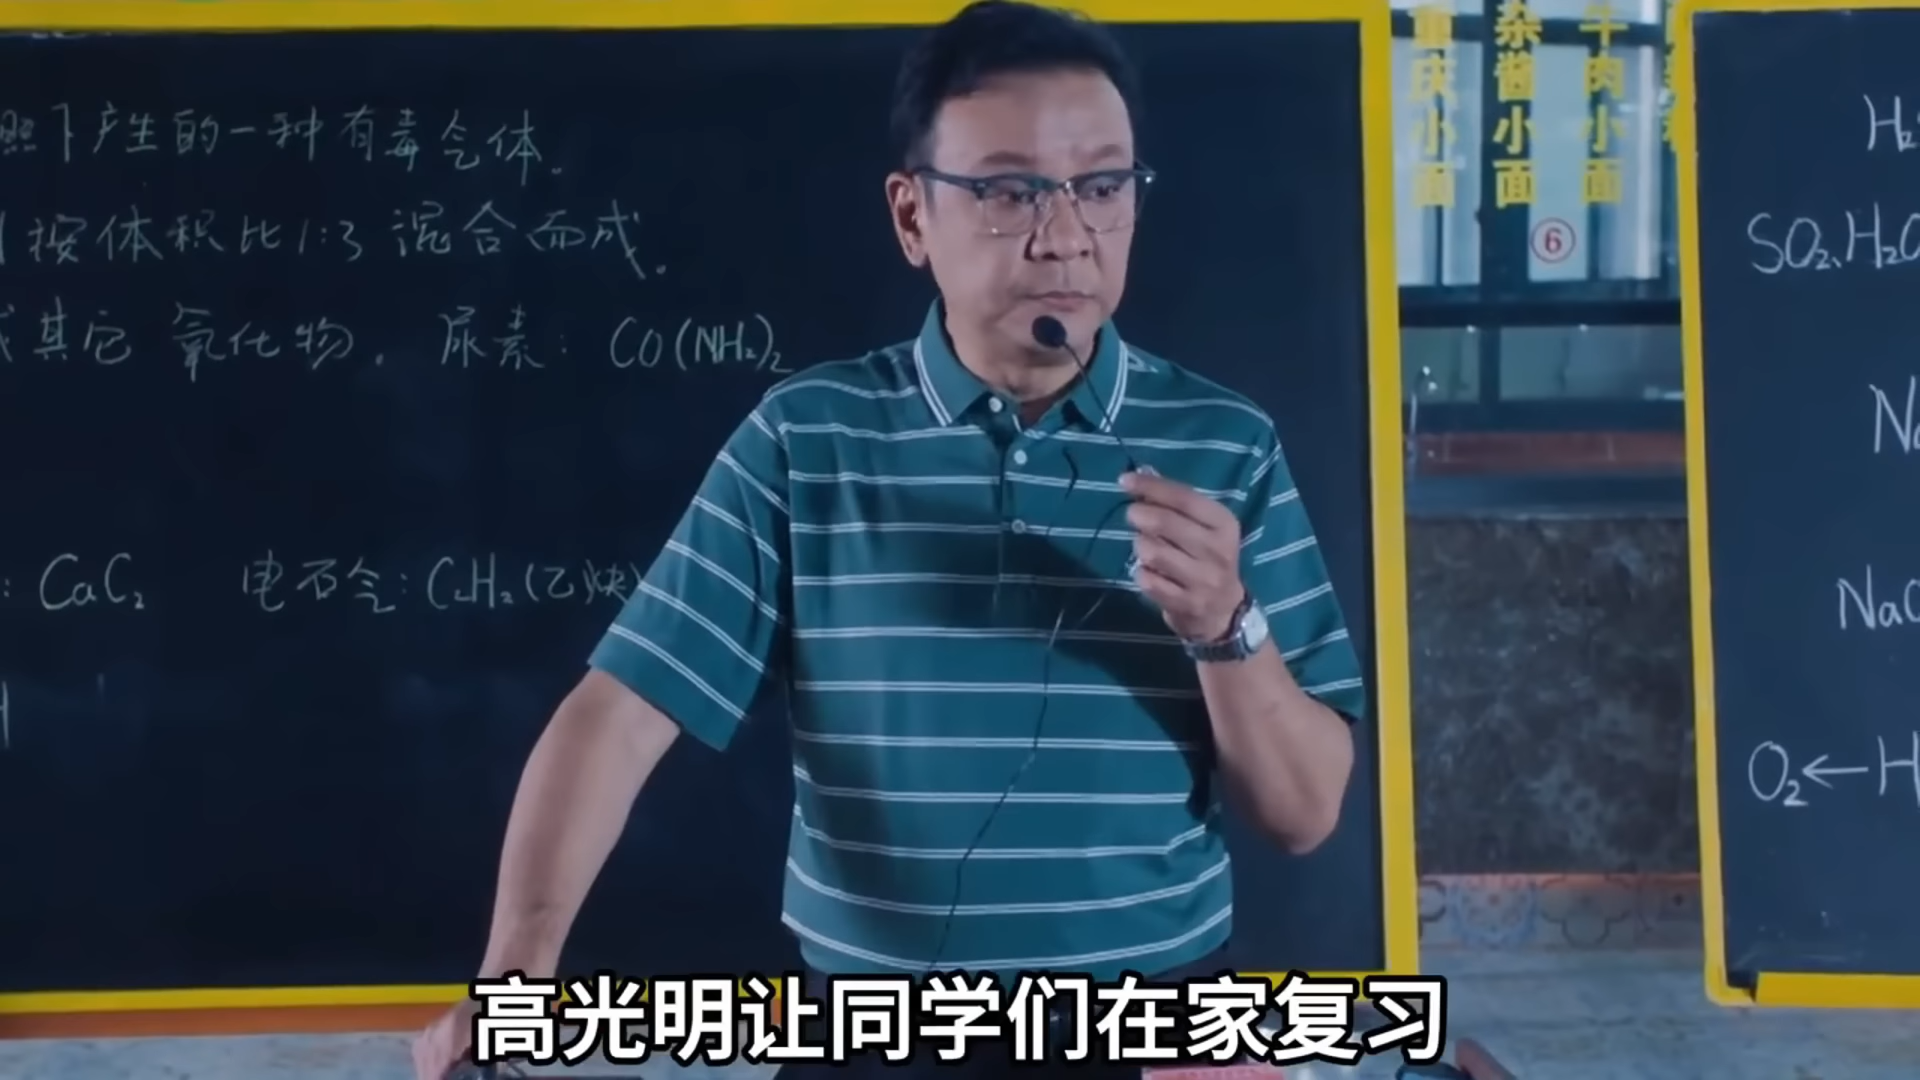 照下产生的一种有毒气体。
按体积比1:3混合而成。
其它氧化物. 尿素: CO(NH₂)₂
: CaC₂ 电石气: C₂H₂(乙炔)
H
重庆小面
杂酱小面
牛肉小面
6
H₂
SO₂、H₂O
Na
NaC
O₂←H
高光明让同学们在家复习